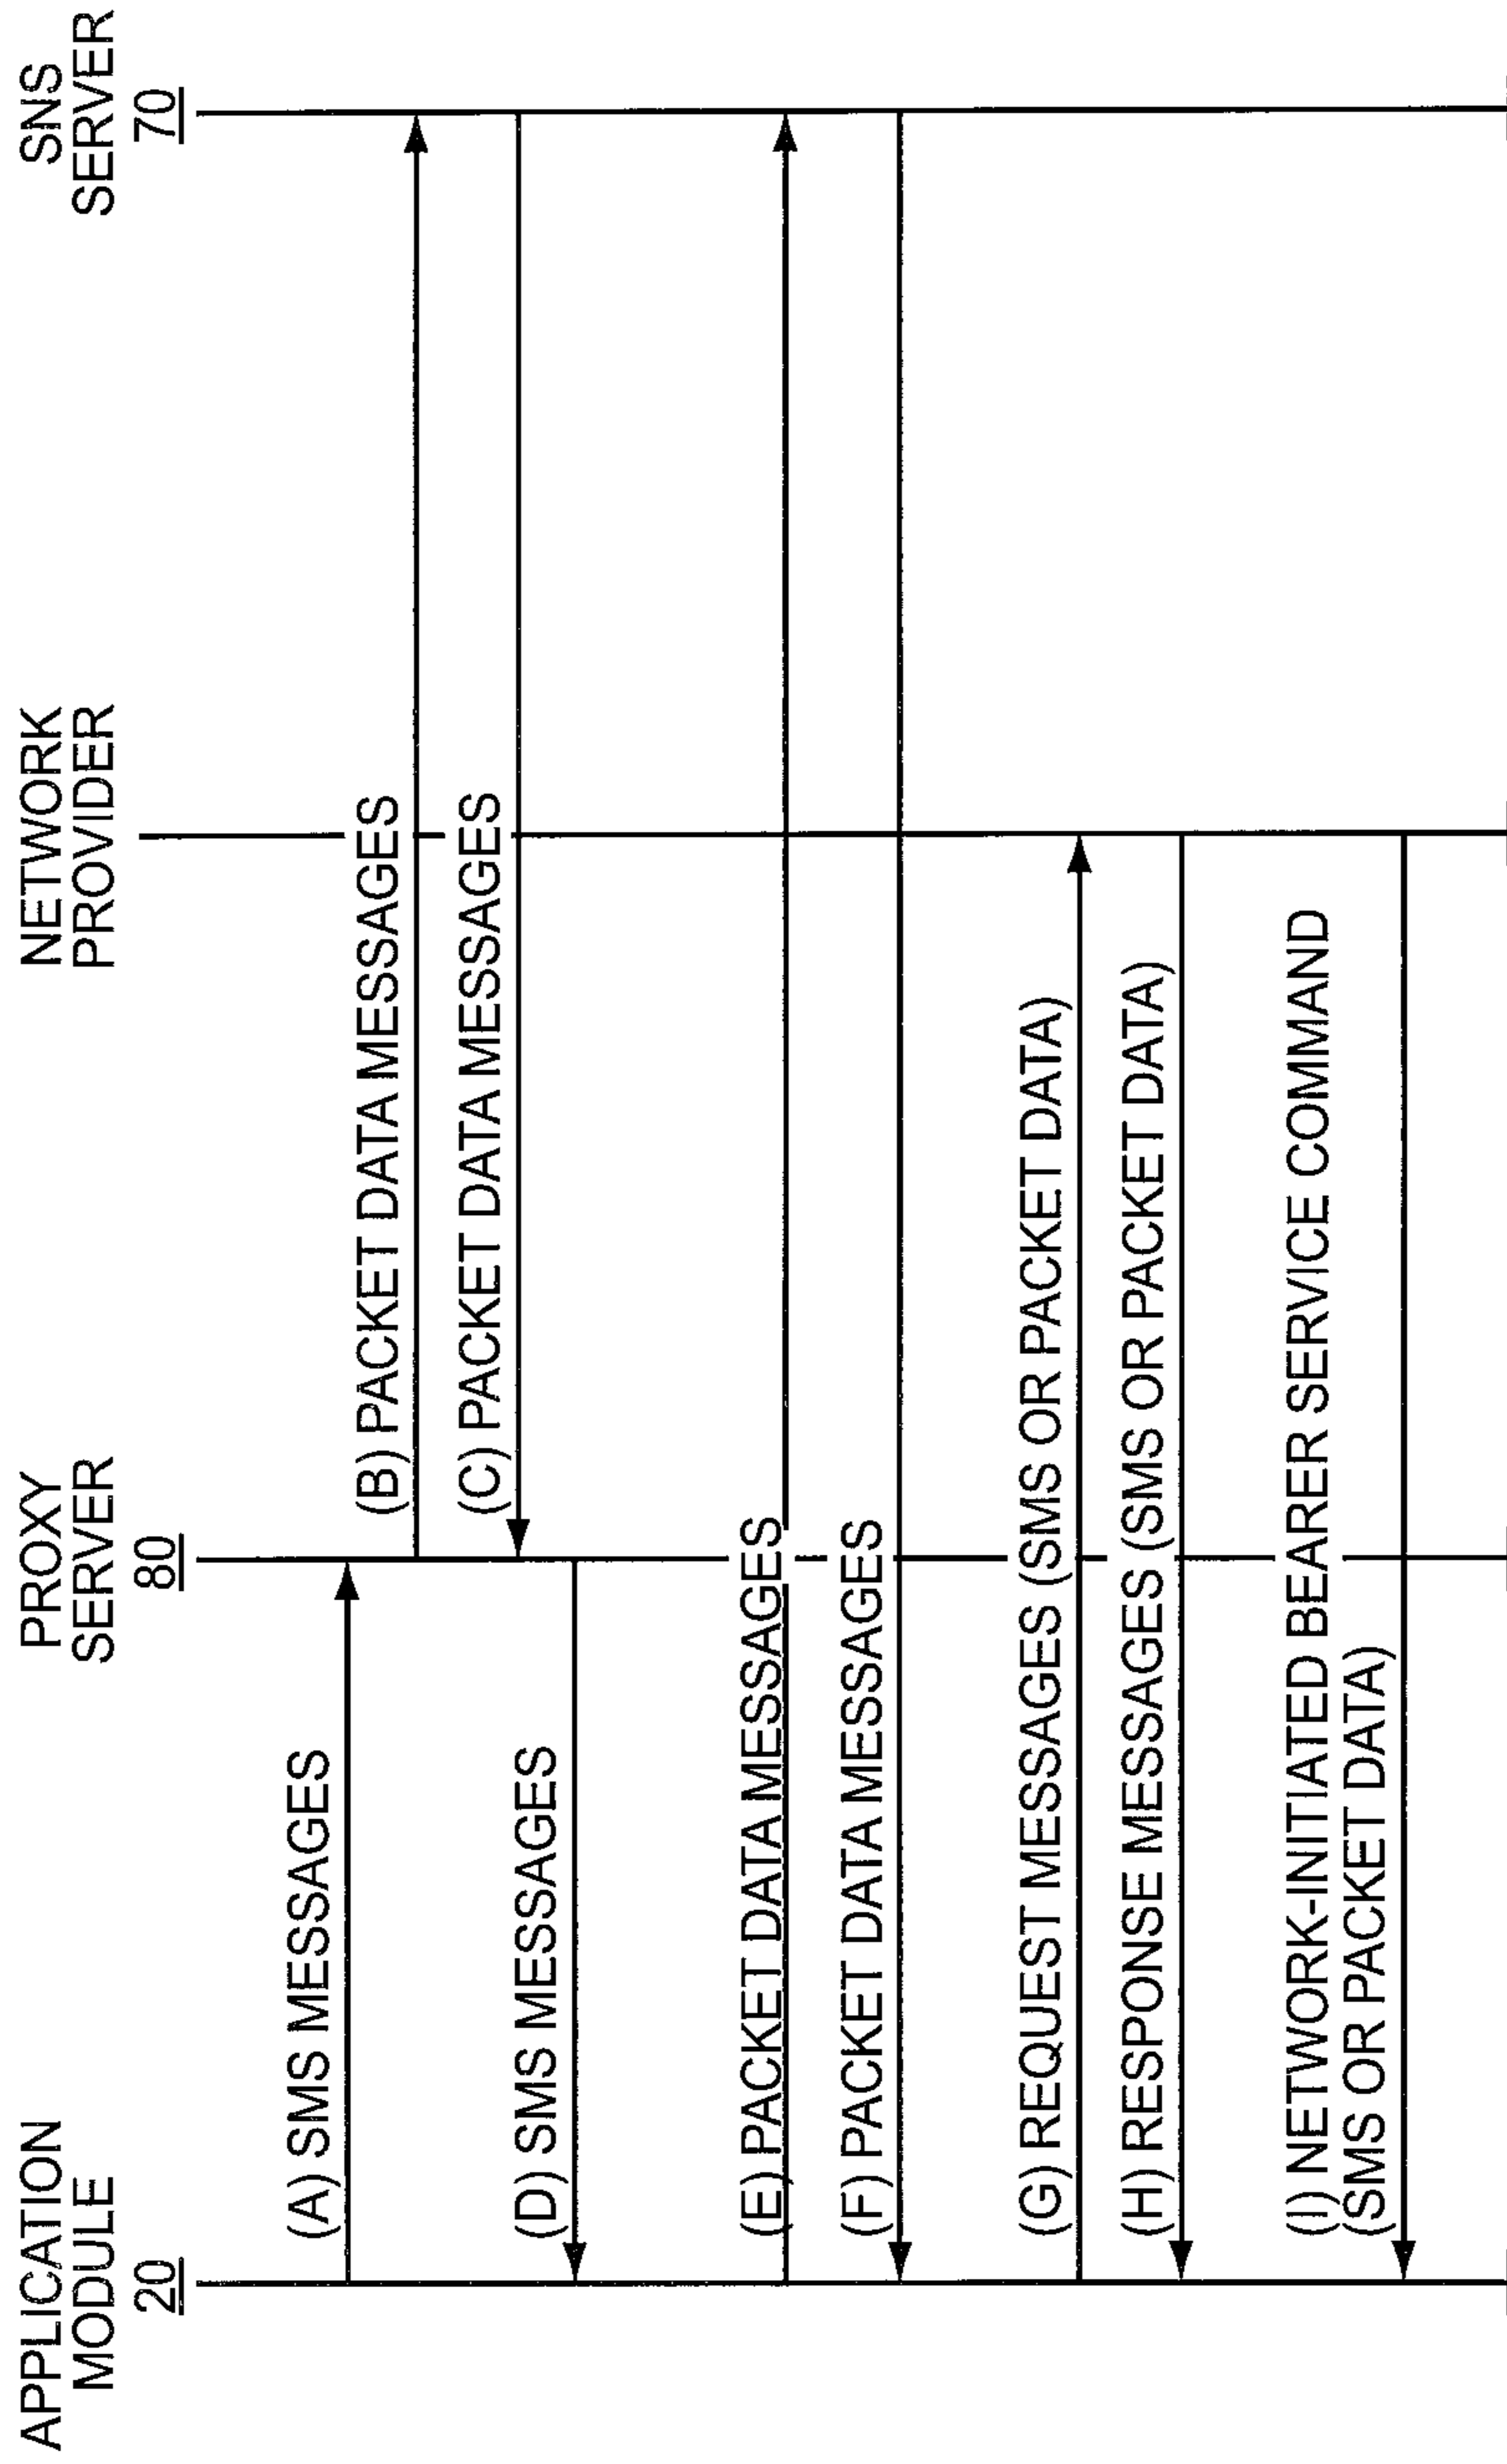 APPLICATION
MODULE
20
PROXY
SERVER
80
NETWORK
PROVIDER
SNS
SERVER
70
(A) SMS MESSAGES
(B) PACKET DATA MESSAGES
(C) PACKET DATA MESSAGES
(D) SMS MESSAGES
(E) PACKET DATA MESSAGES
(F) PACKET DATA MESSAGES
(G) REQUEST MESSAGES (SMS OR PACKET DATA)
(H) RESPONSE MESSAGES (SMS OR PACKET DATA)
(I) NETWORK-INITIATED BEARER SERVICE COMMAND
(SMS OR PACKET DATA)